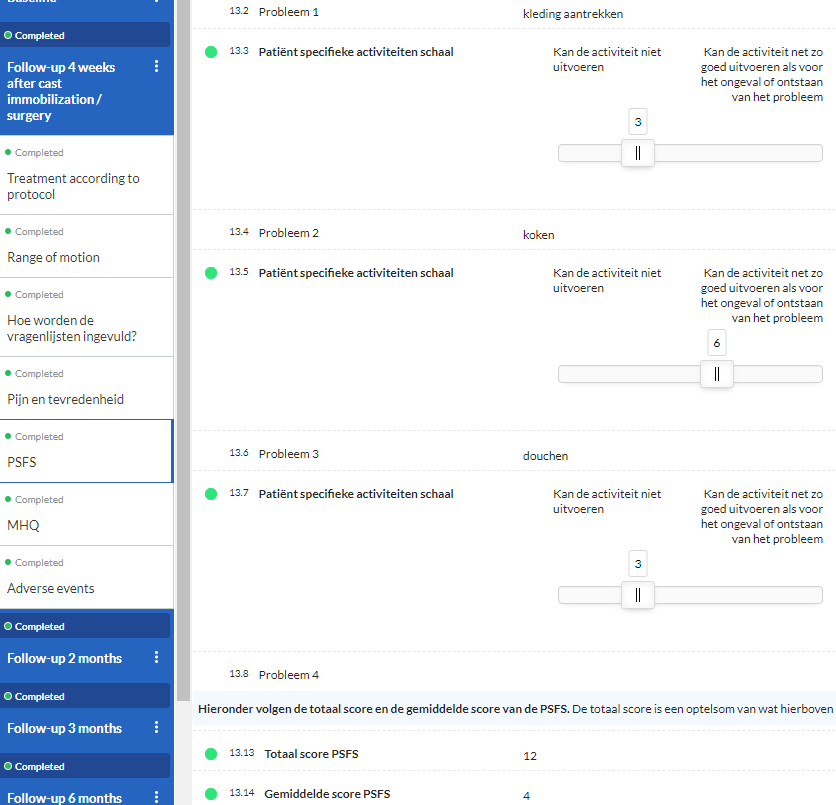 Baseline
Completed
Follow-up 4 weeks
after cast
immobilization /
surgery
Completed
Treatment according to
protocol
Completed
Range of motion
Completed
Hoe worden de
vragenlijsten ingevuld?
Completed
Pijn en tevredenheid
Completed
PSFS
Completed
MHQ
Completed
Adverse events
Completed
Follow-up 2 months
Completed
Follow-up 3 months
Completed
Follow-up 6 months
13.2 Probleem 1 kleding aantrekken
13.3 Patiënt specifieke activiteiten schaal
Kan de activiteit niet
uitvoeren
Kan de activiteit net zo
goed uitvoeren als voor
het ongeval of ontstaan
van het probleem
3
13.4 Probleem 2 koken
13.5 Patiënt specifieke activiteiten schaal
Kan de activiteit niet
uitvoeren
Kan de activiteit net zo
goed uitvoeren als voor
het ongeval of ontstaan
van het probleem
6
13.6 Probleem 3 douchen
13.7 Patiënt specifieke activiteiten schaal
Kan de activiteit niet
uitvoeren
Kan de activiteit net zo
goed uitvoeren als voor
het ongeval of ontstaan
van het probleem
3
13.8 Probleem 4
Hieronder volgen de totaal score en de gemiddelde score van de PSFS. De totaal score is een optelsom van wat hierboven
13.13 Totaal score PSFS 12
13.14 Gemiddelde score PSFS 4